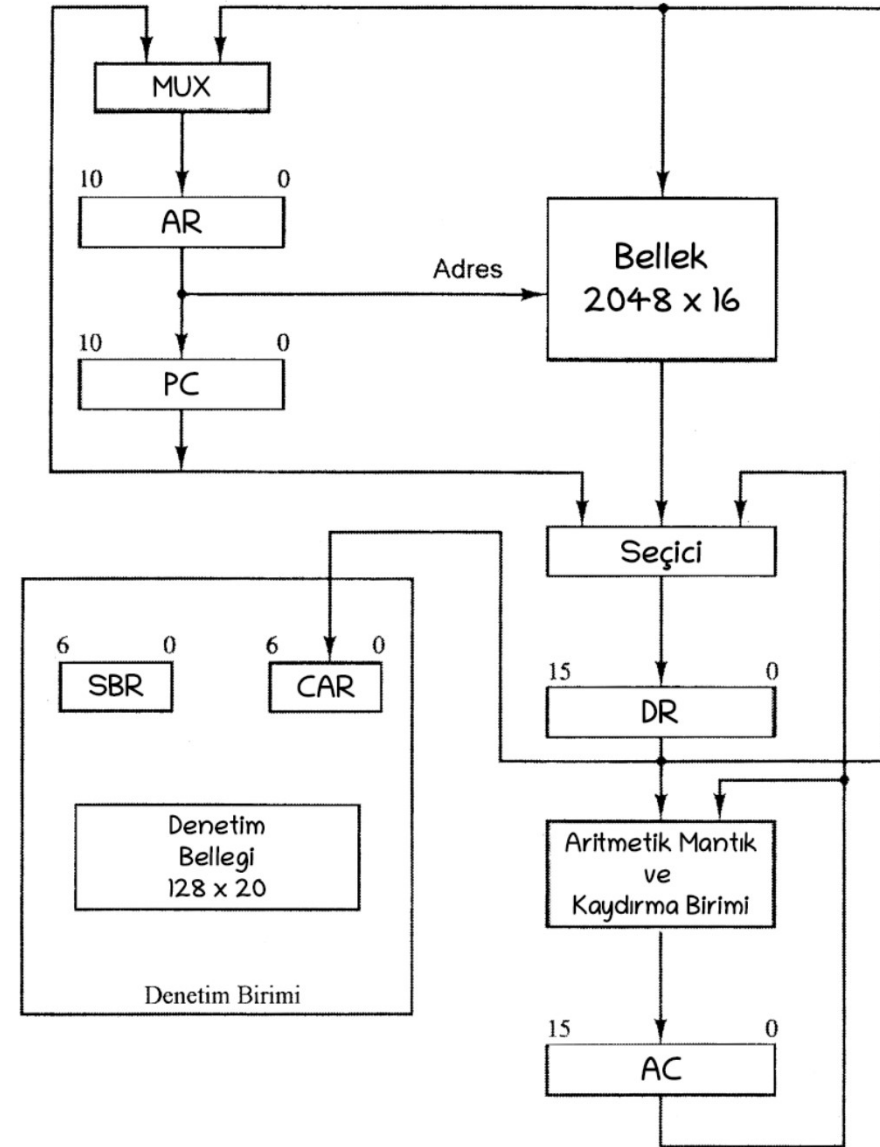 MUX
10 0
AR
Adres
Bellek
2048 x 16
10 0
PC
Seçici
6 0
SBR
6 0
CAR
15 0
DR
Denetim
Bellegi
128 x 20
Aritmetik Mantık
ve
Kaydırma Birimi
Denetim Birimi
15 0
AC